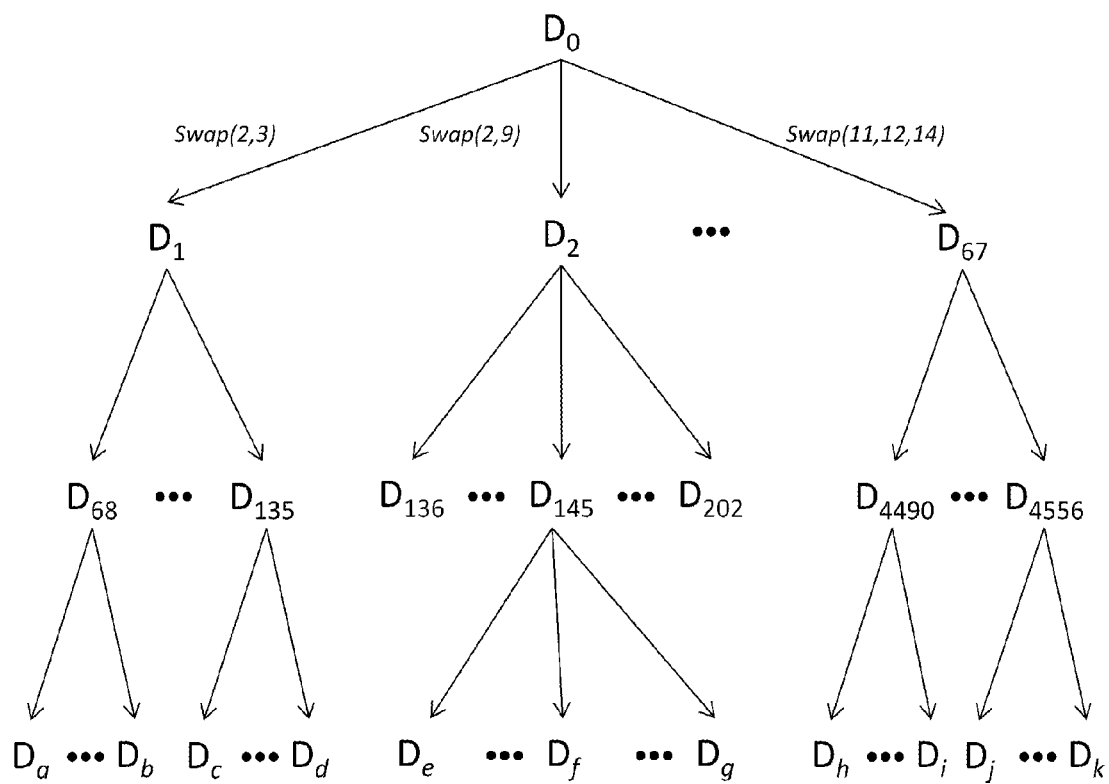 D0
Swap(2,3) Swap(2,9) Swap(11,12,14)
D1 D2 ••• D67
D68 ••• D135 D136 ••• D145 ••• D202 D4490 ••• D4556
Da ••• Db Dc ••• Dd De ••• Df ••• Dg Dh ••• Di Dj ••• Dk